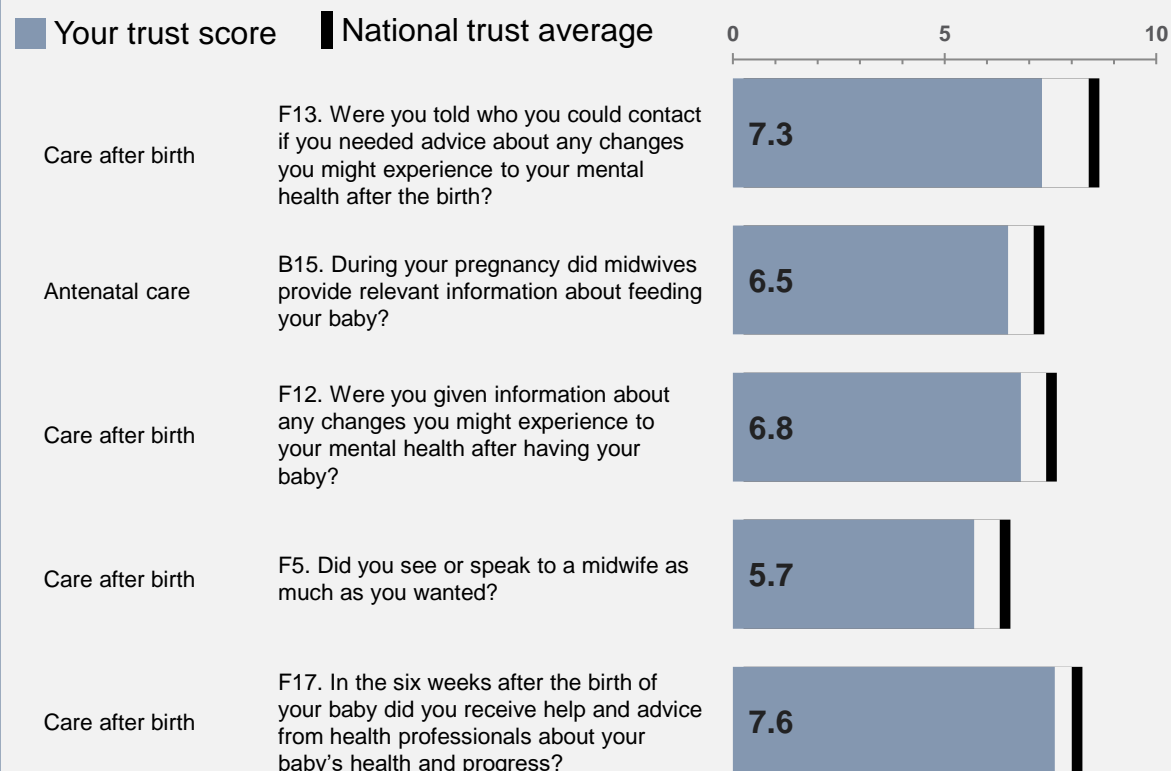 Your trust score
National trust average
0 5 10
Care after birth
F13. Were you told who you could contact
if you needed advice about any changes
you might experience to your mental
health after the birth?
7.3
Antenatal care
B15. During your pregnancy did midwives
provide relevant information about feeding
your baby?
6.5
Care after birth
F12. Were you given information about
any changes you might experience to
your mental health after having your
baby?
6.8
Care after birth
F5. Did you see or speak to a midwife as
much as you wanted?
5.7
Care after birth
F17. In the six weeks after the birth of
your baby did you receive help and advice
from health professionals about your
baby's health and progress?
7.6